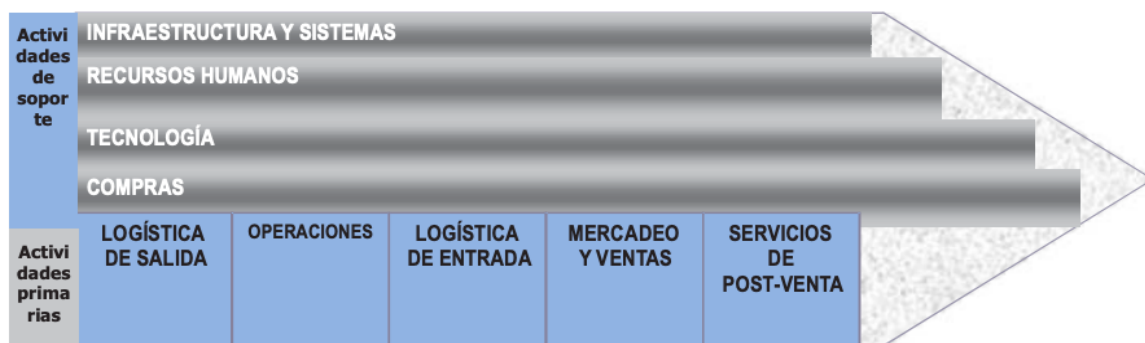 Activi
dades
de
sopor
te
INFRAESTRUCTURA Y SISTEMAS
RECURSOS HUMANOS
TECNOLOGÍA
COMPRAS
Activi
dades
prima
rias
LOGÍSTICA
DE SALIDA
OPERACIONES
LOGÍSTICA
DE ENTRADA
MERCADEO
Y VENTAS
SERVICIOS
DE
POST-VENTA